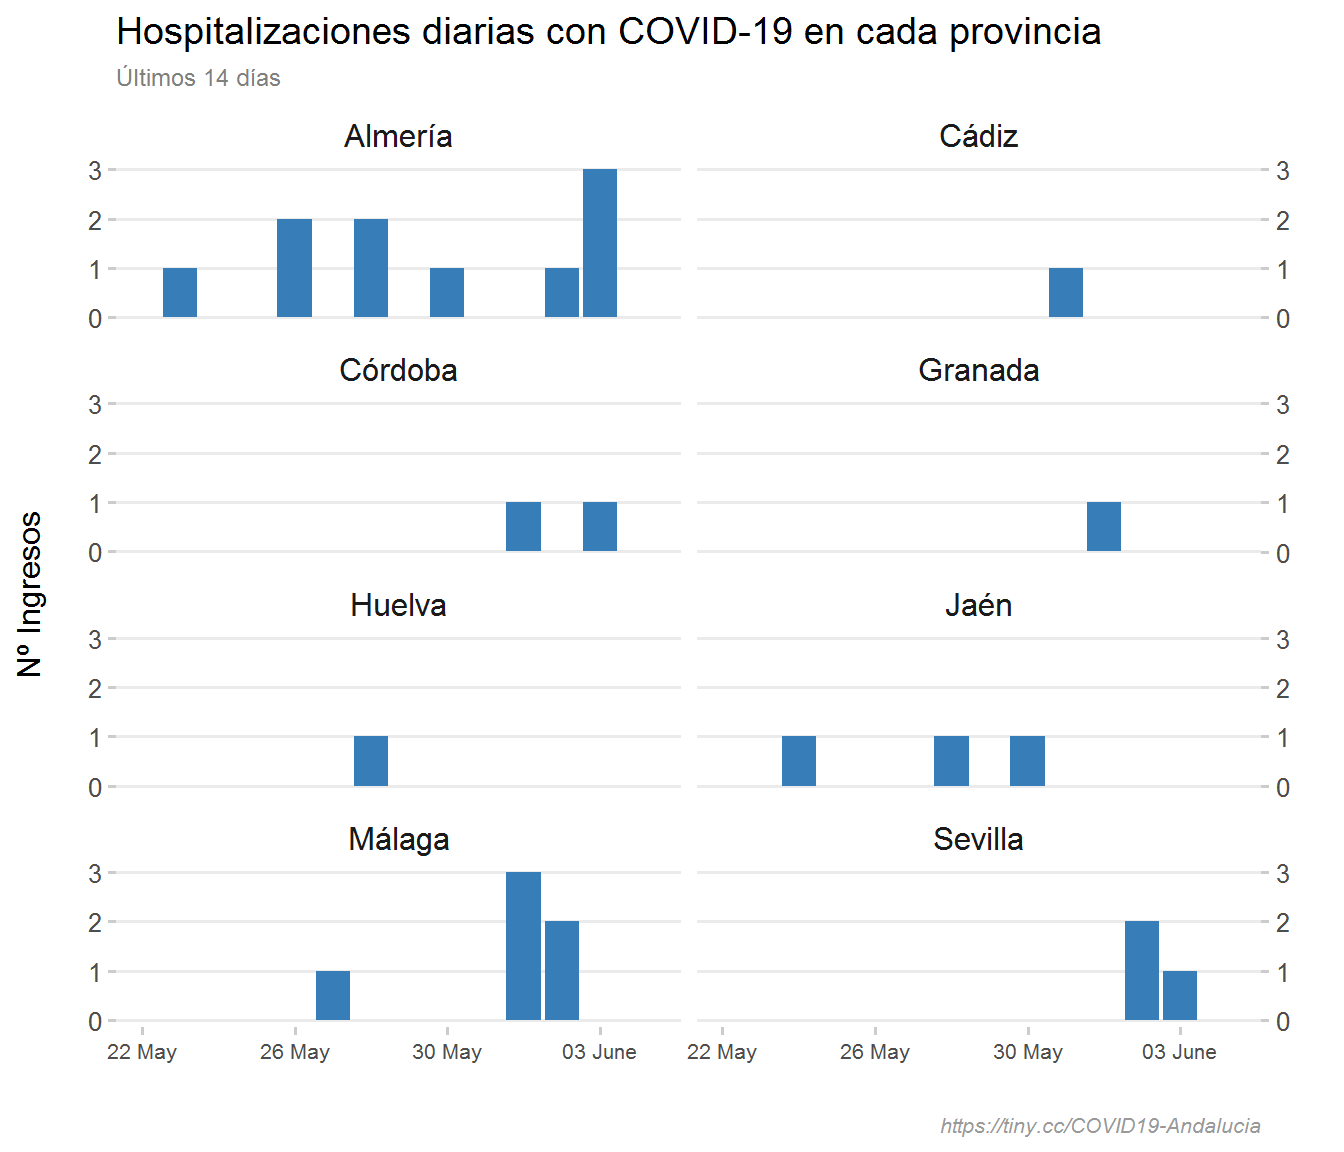 Hospitalizaciones diarias con COVID-19 en cada provincia
Últimos 14 días
Almería Cádiz
3 3
2 2
1 1
0 0
Córdoba Granada
3 3
2 2
1 1
0 0
Nº Ingresos
Huelva Jaén
3 3
2 2
1 1
0 0
Málaga Sevilla
3 3
2 2
1 1
0 0
22 May 26 May 30 May 03 June 22 May 26 May 30 May 03 June
https://tiny.cc/COVID19-Andalucia